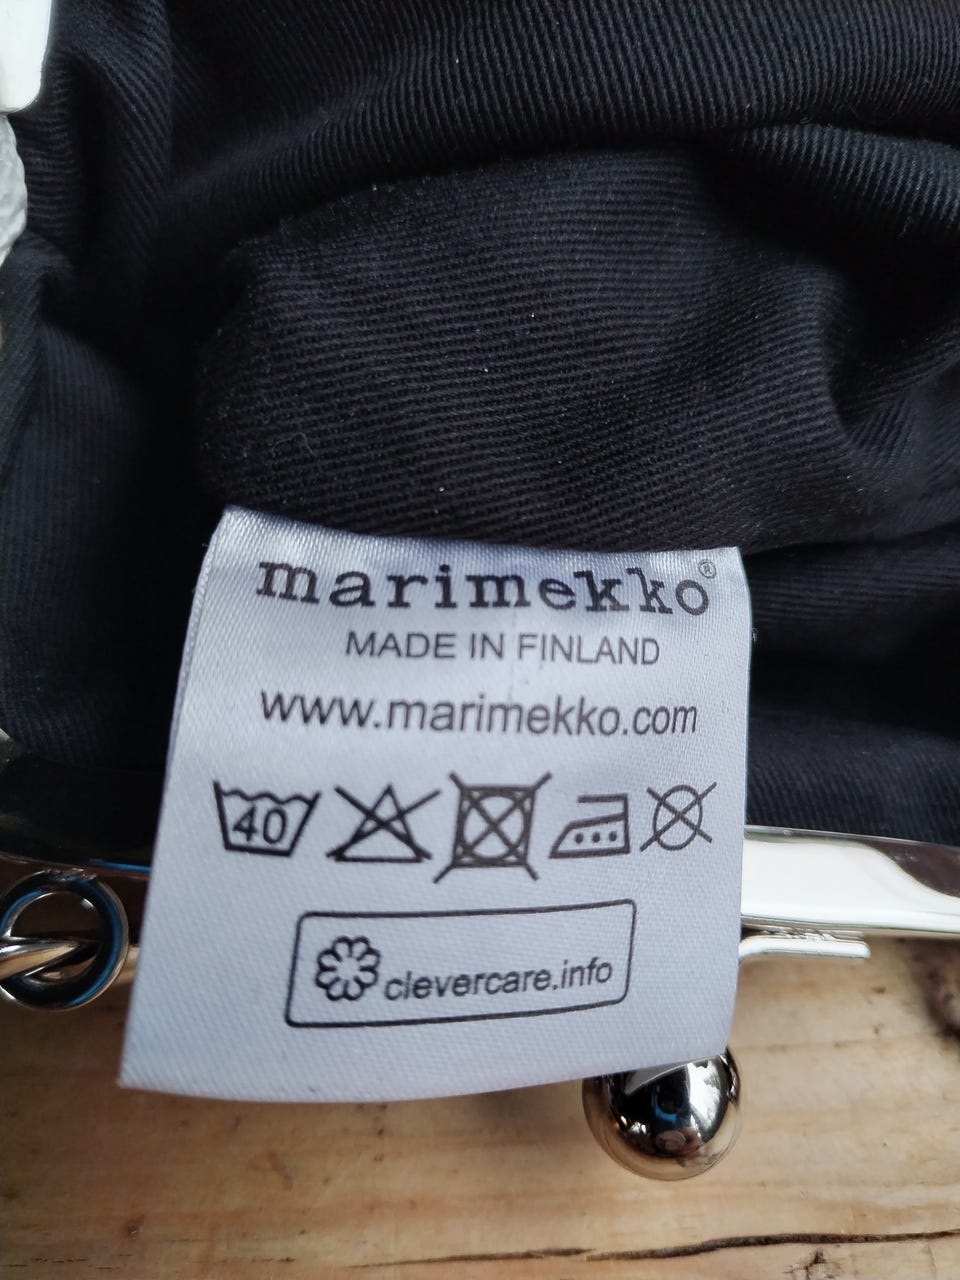 marimekko®
MADE IN FINLAND
www.marimekko.com
40
clevercare.info